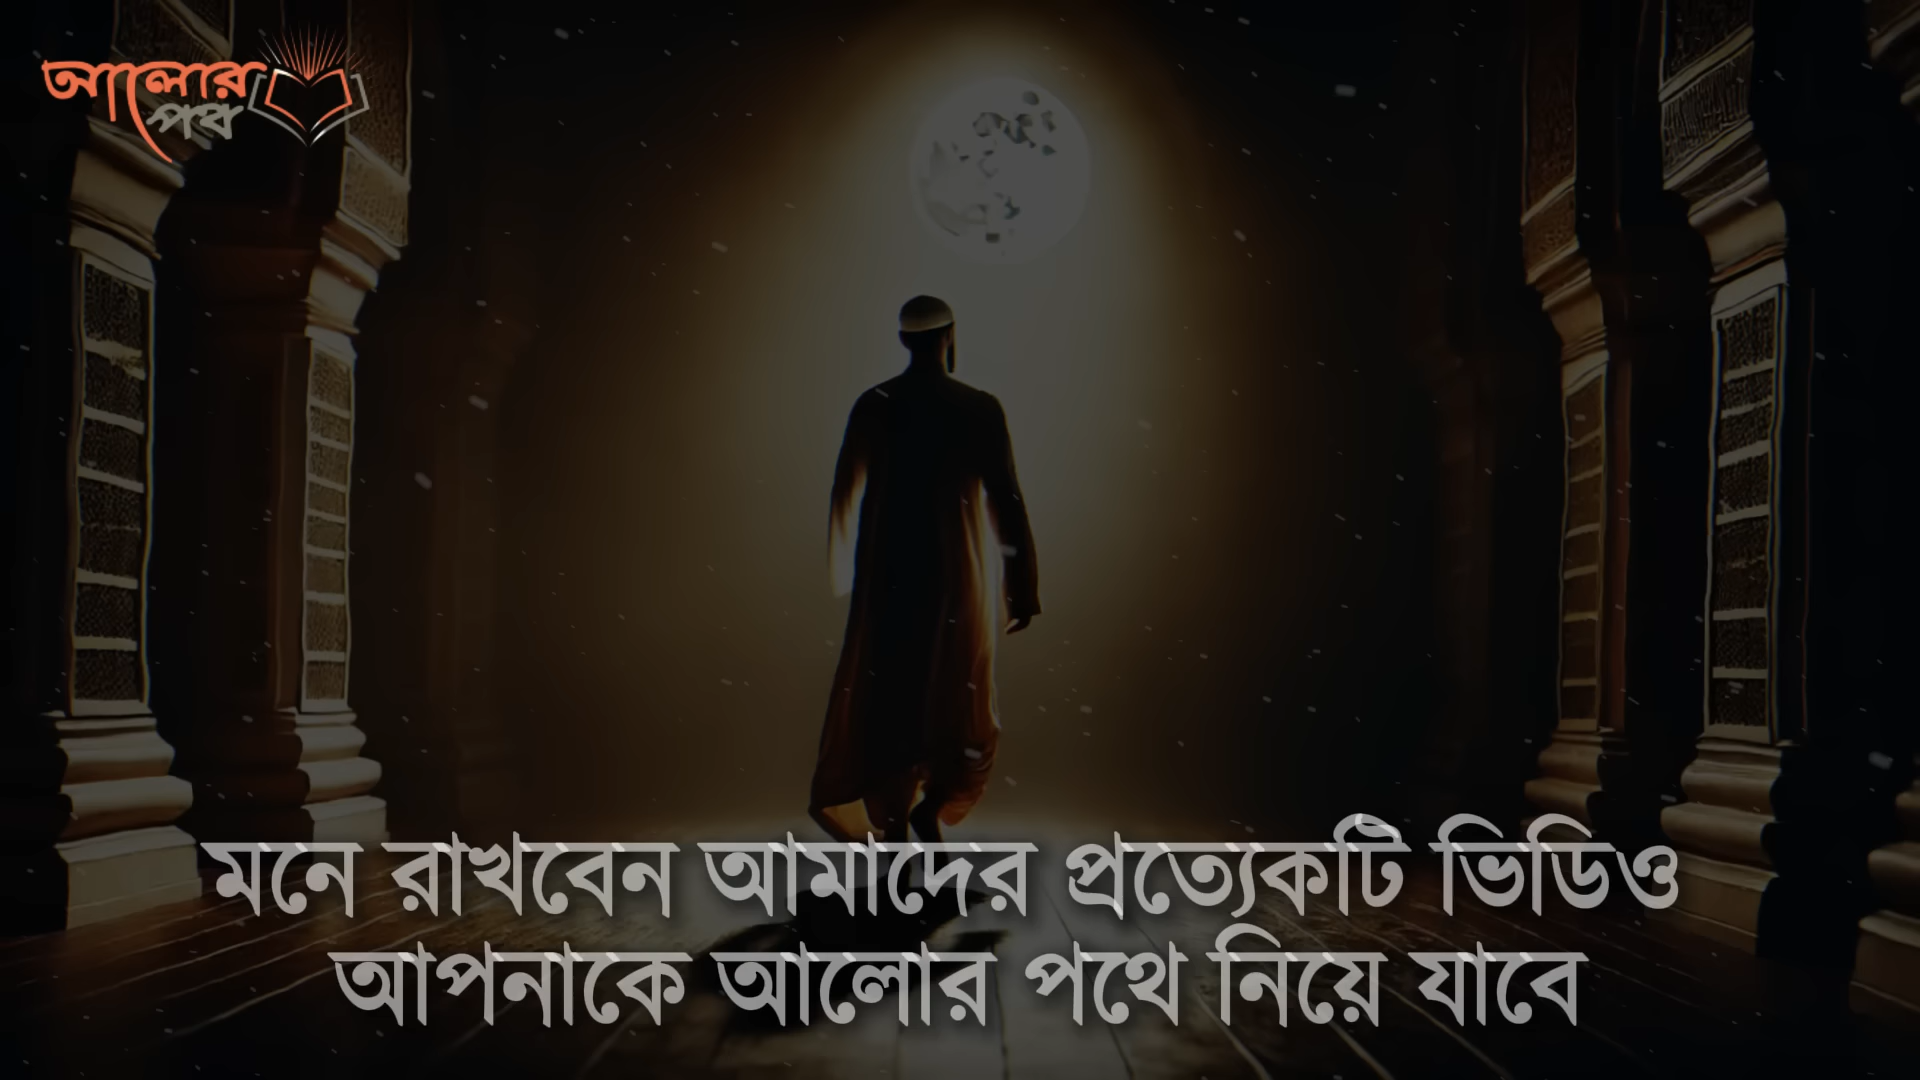 আলোর
পথ
মনে রাখবেন আমাদের প্রত্যেকটি ভিডিও
আপনাকে আলোর পথে নিয়ে যাবে